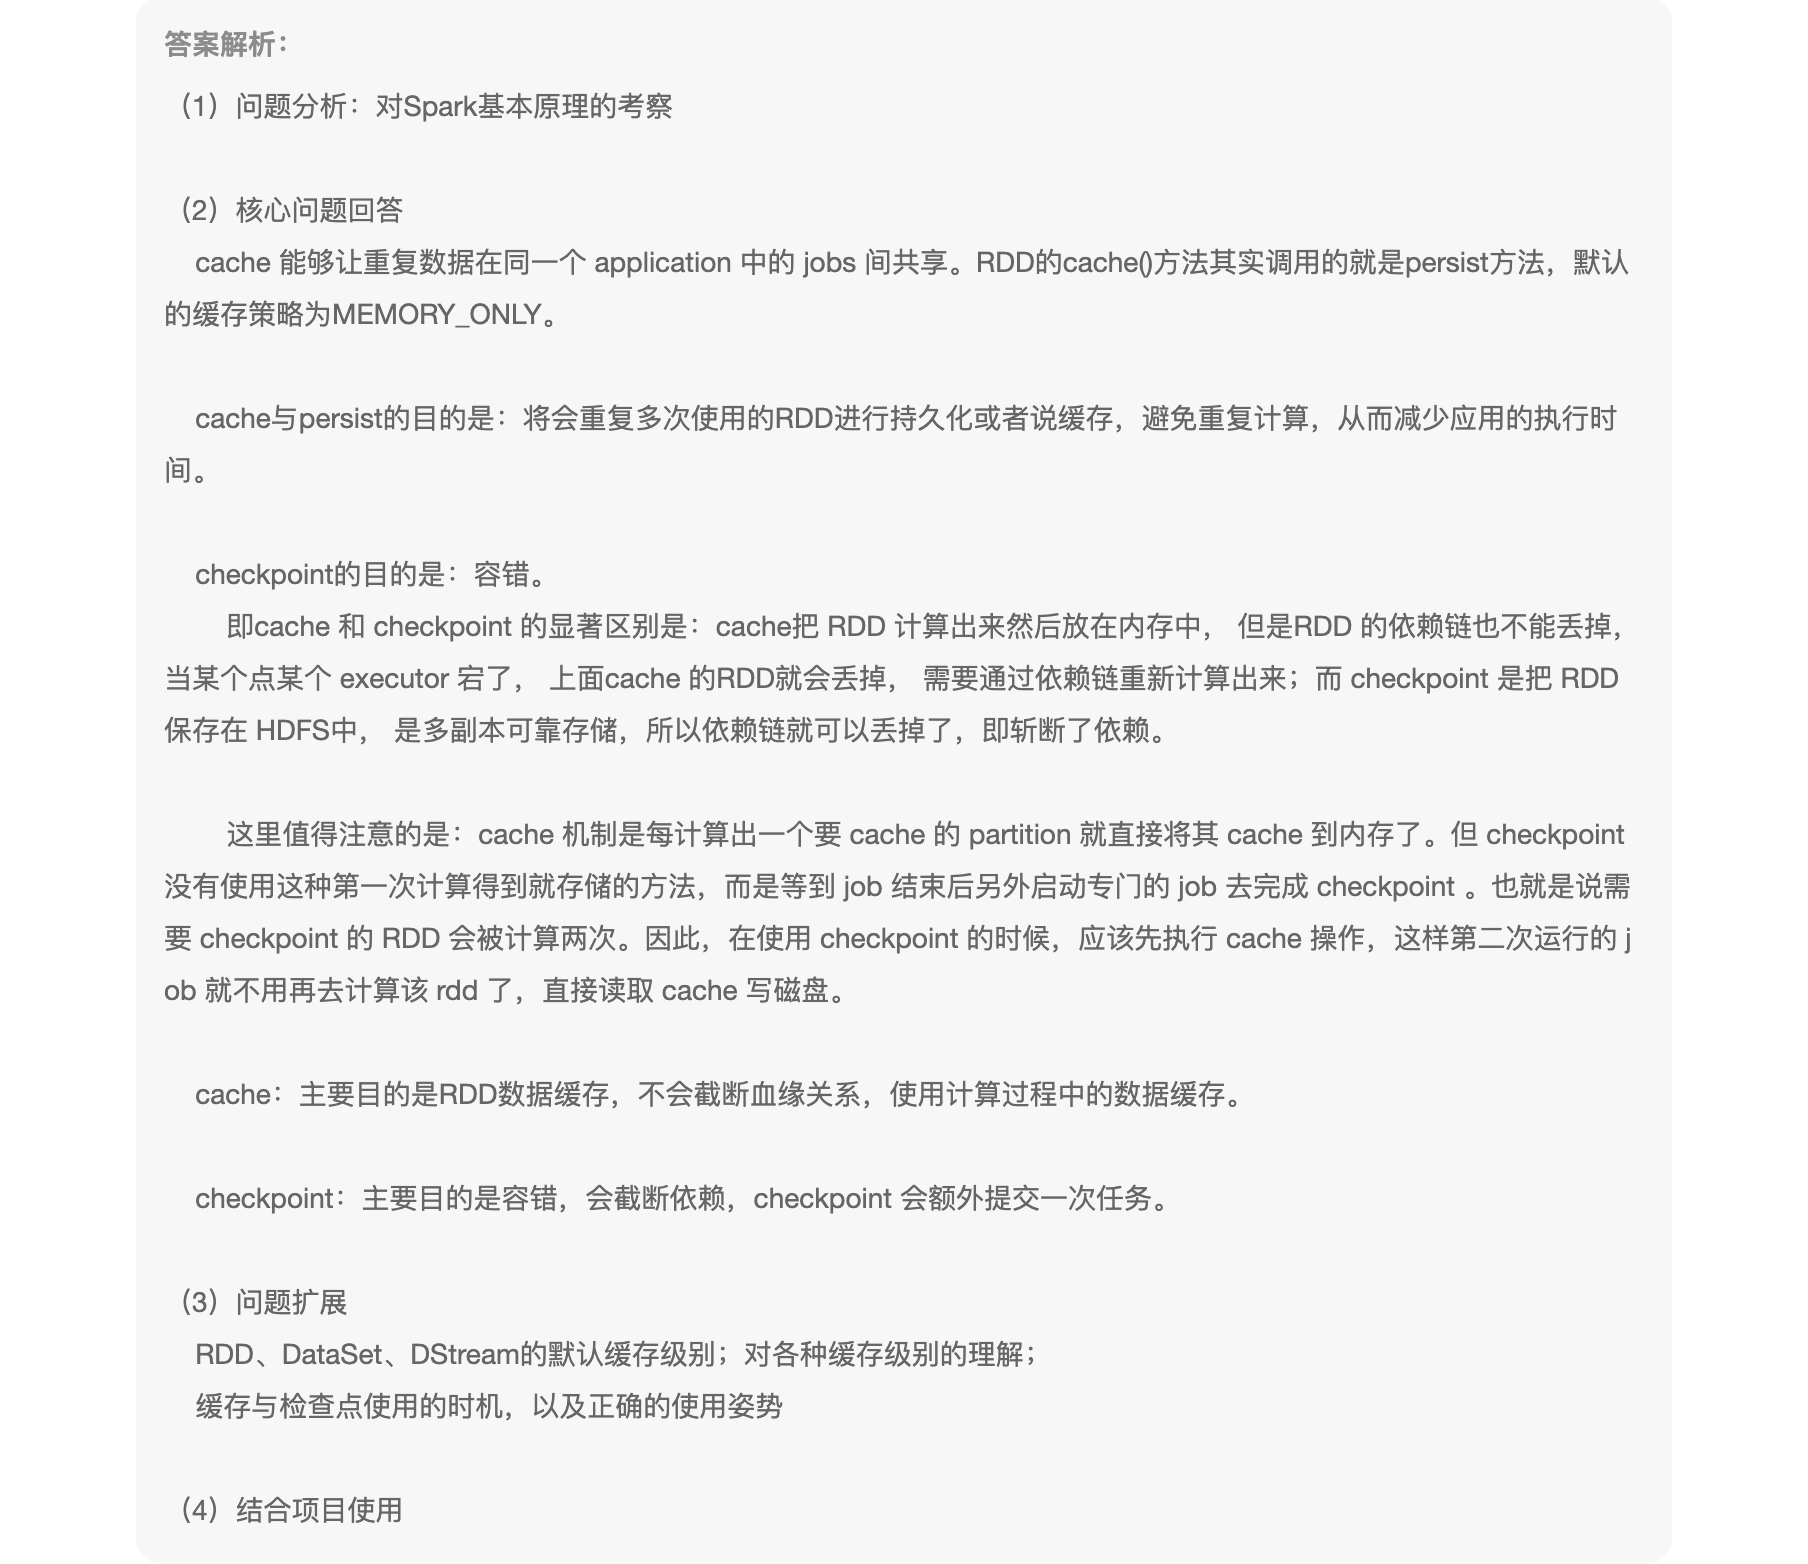 答案解析：
（1）问题分析：对Spark基本原理的考察
（2）核心问题回答
cache 能够让重复数据在同一个 application 中的 jobs 间共享。RDD的cache()方法其实调用的就是persist方法，默认
的缓存策略为MEMORY_ONLY。
cache与persist的目的是：将会重复多次使用的RDD进行持久化或者说缓存，避免重复计算，从而减少应用的执行时
间。
checkpoint的目的是：容错。
即cache 和 checkpoint 的显著区别是：cache把 RDD 计算出来然后放在内存中， 但是RDD 的依赖链也不能丢掉，
当某个点某个 executor 宕了， 上面cache 的RDD就会丢掉， 需要通过依赖链重新计算出来；而 checkpoint 是把 RDD
保存在 HDFS中， 是多副本可靠存储，所以依赖链就可以丢掉了，即斩断了依赖。
这里值得注意的是：cache 机制是每计算出一个要 cache 的 partition 就直接将其 cache 到内存了。但 checkpoint
没有使用这种第一次计算得到就存储的方法，而是等到 job 结束后另外启动专门的 job 去完成 checkpoint 。也就是说需
要 checkpoint 的 RDD 会被计算两次。因此，在使用 checkpoint 的时候，应该先执行 cache 操作，这样第二次运行的 j
ob 就不用再去计算该 rdd 了，直接读取 cache 写磁盘。
cache：主要目的是RDD数据缓存，不会截断血缘关系，使用计算过程中的数据缓存。
checkpoint：主要目的是容错，会截断依赖，checkpoint 会额外提交一次任务。
（3）问题扩展
RDD、DataSet、DStream的默认缓存级别；对各种缓存级别的理解；
缓存与检查点使用的时机，以及正确的使用姿势
（4）结合项目使用